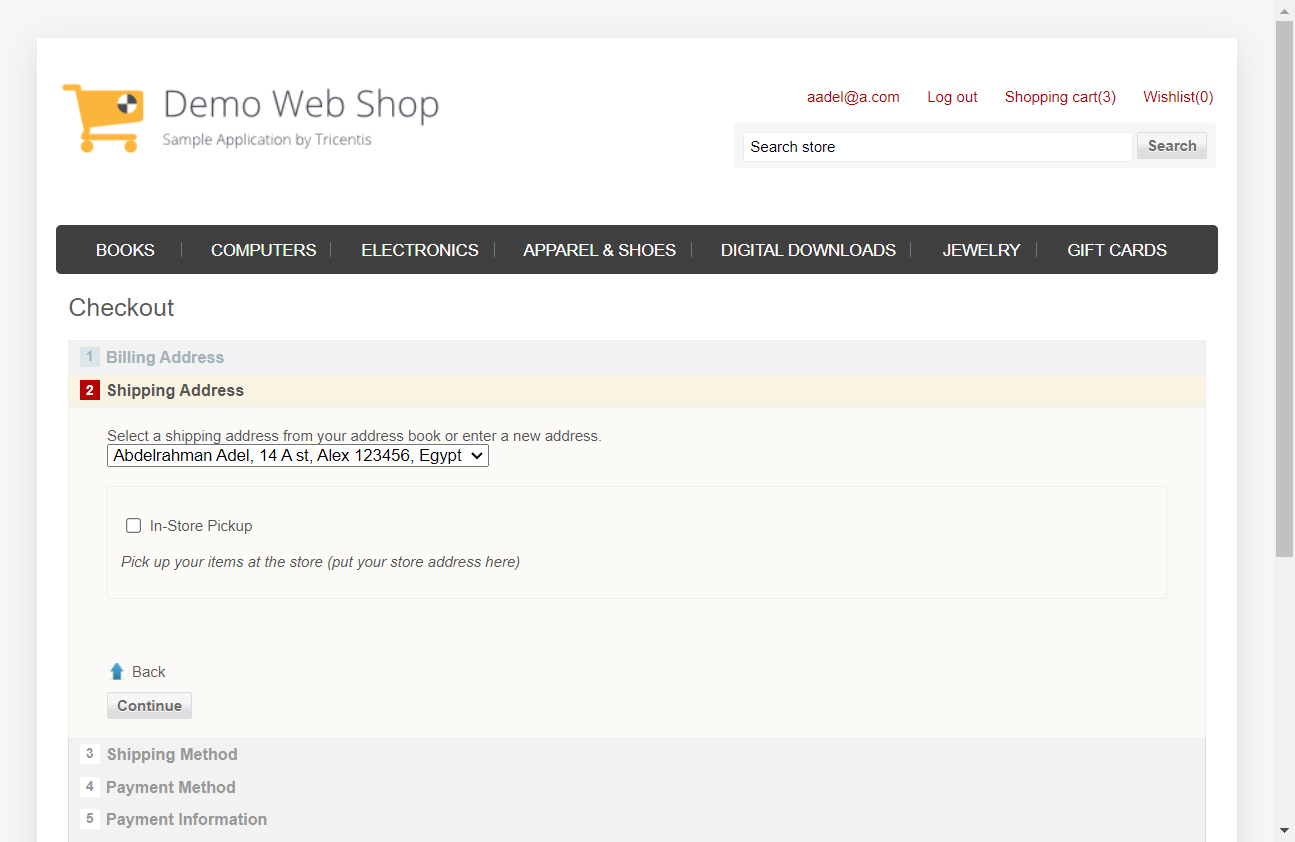 Demo Web Shop
Sample Application by Tricentis
aadel@a.com Log out Shopping cart(3) Wishlist(0)
Search store Search
BOOKS COMPUTERS ELECTRONICS APPAREL & SHOES DIGITAL DOWNLOADS JEWELRY GIFT CARDS
Checkout
1 Billing Address
2 Shipping Address
Select a shipping address from your address book or enter a new address.
Abdelrahman Adel, 14 A st, Alex 123456, Egypt
In-Store Pickup
Pick up your items at the store (put your store address here)
Back
Continue
3 Shipping Method
4 Payment Method
5 Payment Information